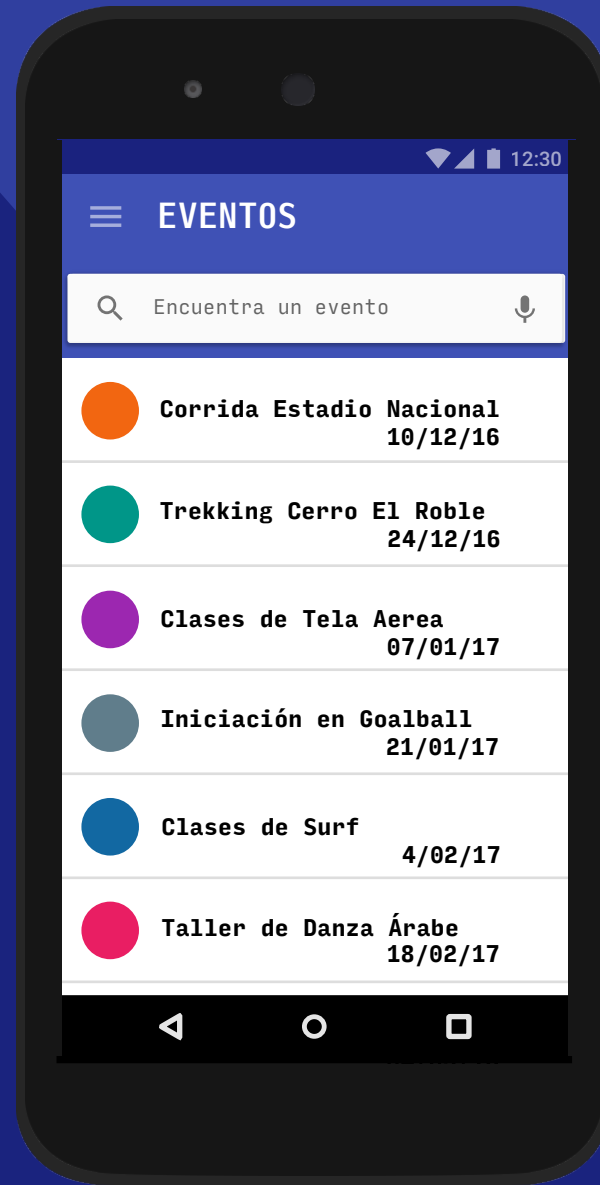 12:30
EVENTOS
Encuentra un evento
Corrida Estadio Nacional
10/12/16
Trekking Cerro El Roble
24/12/16
Clases de Tela Aerea
07/01/17
Iniciación en Goalball
21/01/17
Clases de Surf
4/02/17
Taller de Danza Árabe
18/02/17